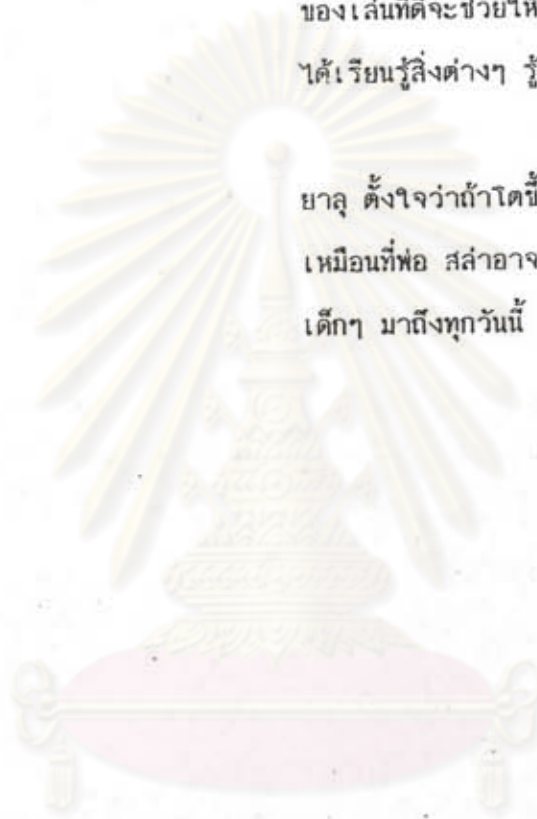 ของเล่นที่ดีจะช่วยให้
ได้เรียนรู้สิ่งต่างๆ รู้
ยาลุ ตั้งใจว่าถ้าโตขึ้
เหมือนที่พ่อ สล่าอาจ
เด็กๆ มาถึงทุกวันนี้